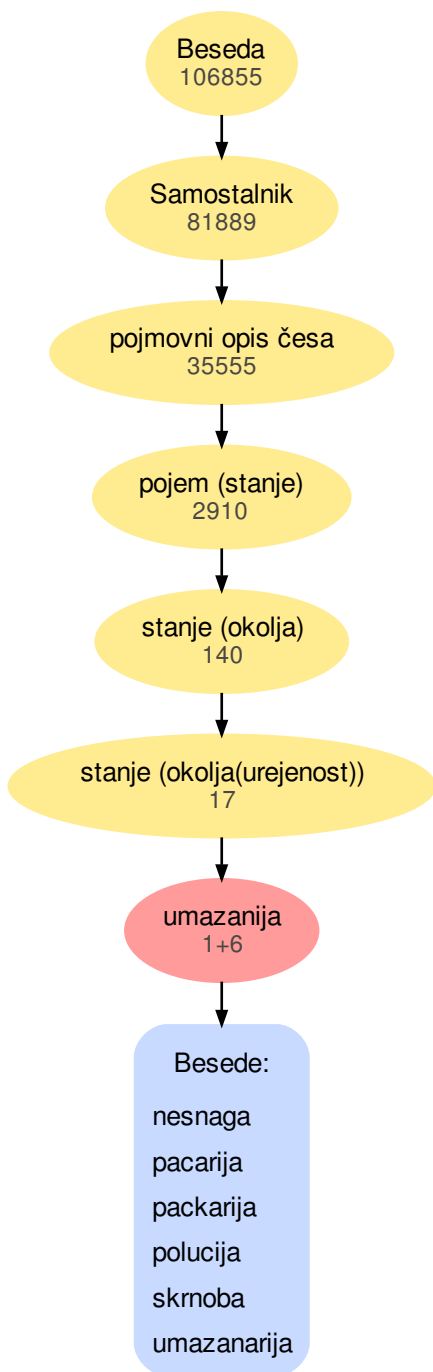 Beseda
106855
Samostalnik
81889
pojmovni opis česa
35555
pojem (stanje)
2910
stanje (okolja)
140
stanje (okolja(urejenost))
17
umazanija
1+6
Besede:
nesnaga
pacarija
packarija
polucija
skrnoba
umazanarija